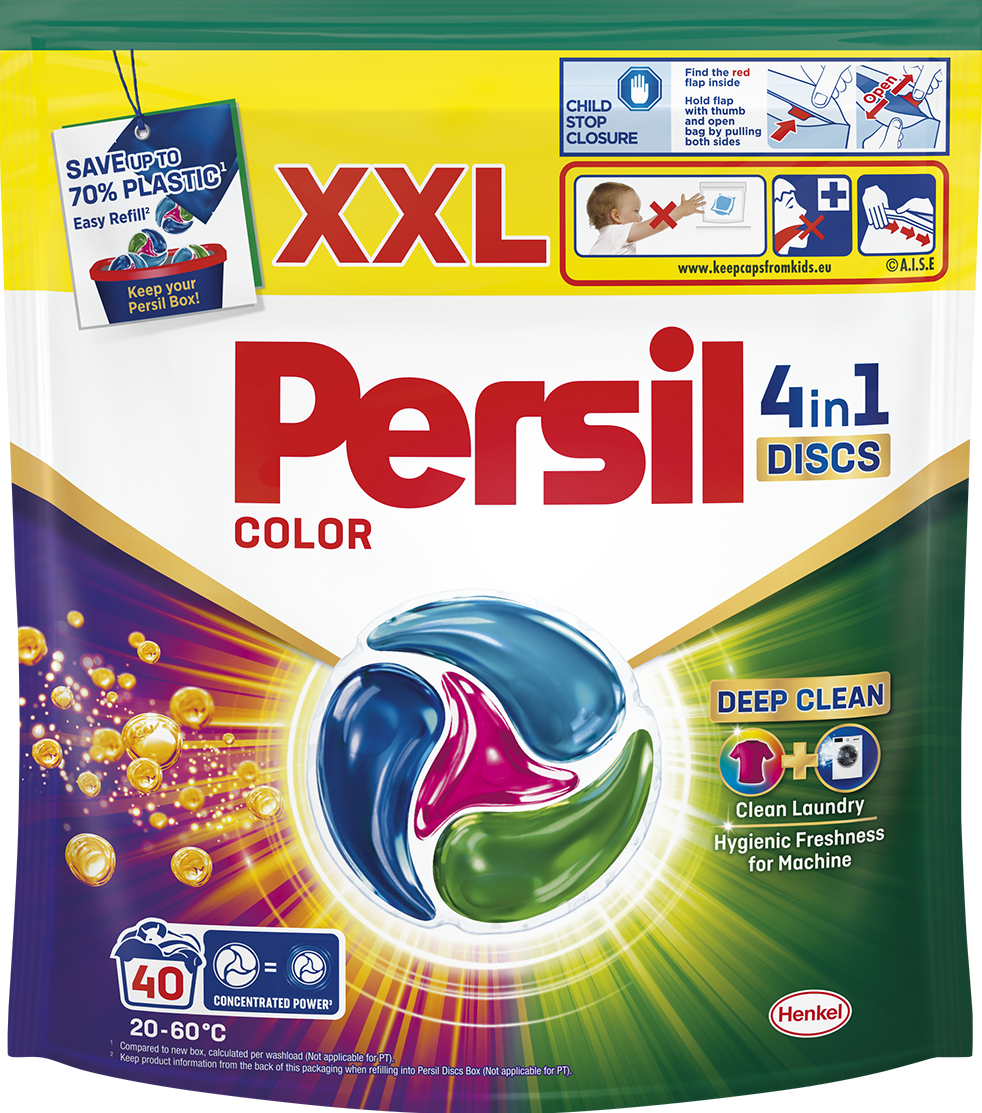 CHILD
STOP
CLOSURE
Find the red
flap inside
Hold flap
with thumb
and open
bag by pulling
both sides
Open
SAVE UP TO
70% PLASTIC¹
Easy Refill²
Keep your
Persil Box!
XXL
www.keepcapsfromkids.eu
© A.I.S.E
Persil
4in1
DISCS
COLOR
DEEP CLEAN
Clean Laundry
Hygienic Freshness
for Machine
40
=
CONCENTRATED POWER³
20-60°C
Henkel
¹ Compared to new box, calculated per washload (Not applicable for PT).
² Keep product information from the back of this packaging when refilling into Persil Discs Box (Not applicable for PT).